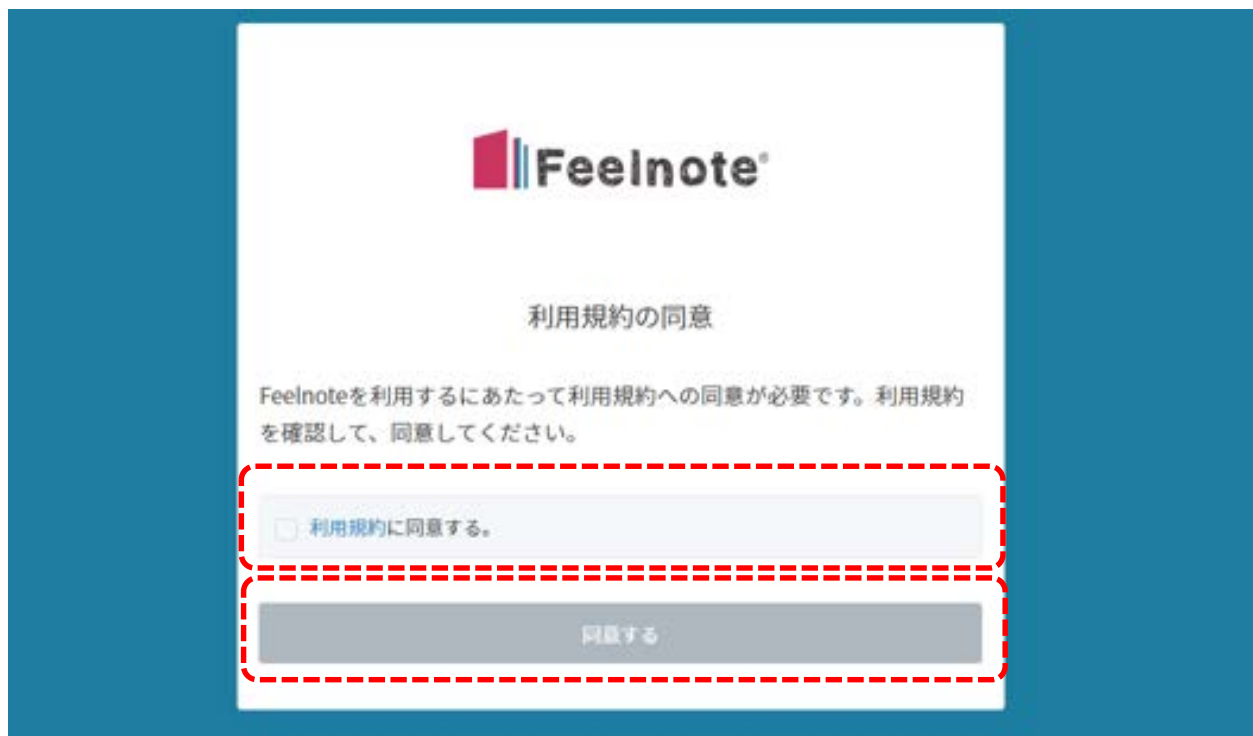 Feelnote®
利用規約の同意
Feelnoteを利用するにあたって利用規約への同意が必要です。利用規約
を確認して、同意してください。
利用規約に同意する。
同意する